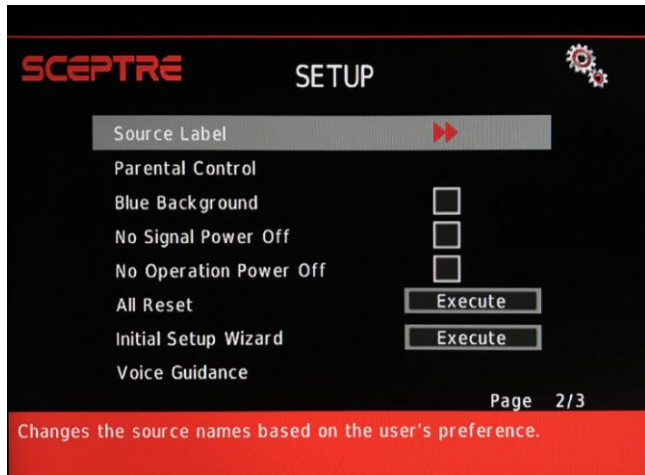 SCEPTRE
SETUP
Source Label
Parental Control
Blue Background
No Signal Power Off
No Operation Power Off
All Reset Execute
Initial Setup Wizard Execute
Voice Guidance
Page 2/3
Changes the source names based on the user's preference.